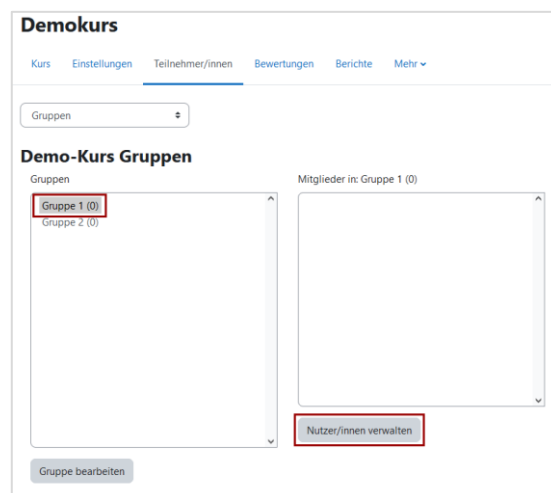 Demokurs
Kurs Einstellungen Teilnehmer/innen Bewertungen Berichte Mehr
Gruppen
Demo-Kurs Gruppen
Gruppen
Mitglieder in: Gruppe 1 (0)
Gruppe 1 (0)
Gruppe 2 (0)
Nutzer/innen verwalten
Gruppe bearbeiten